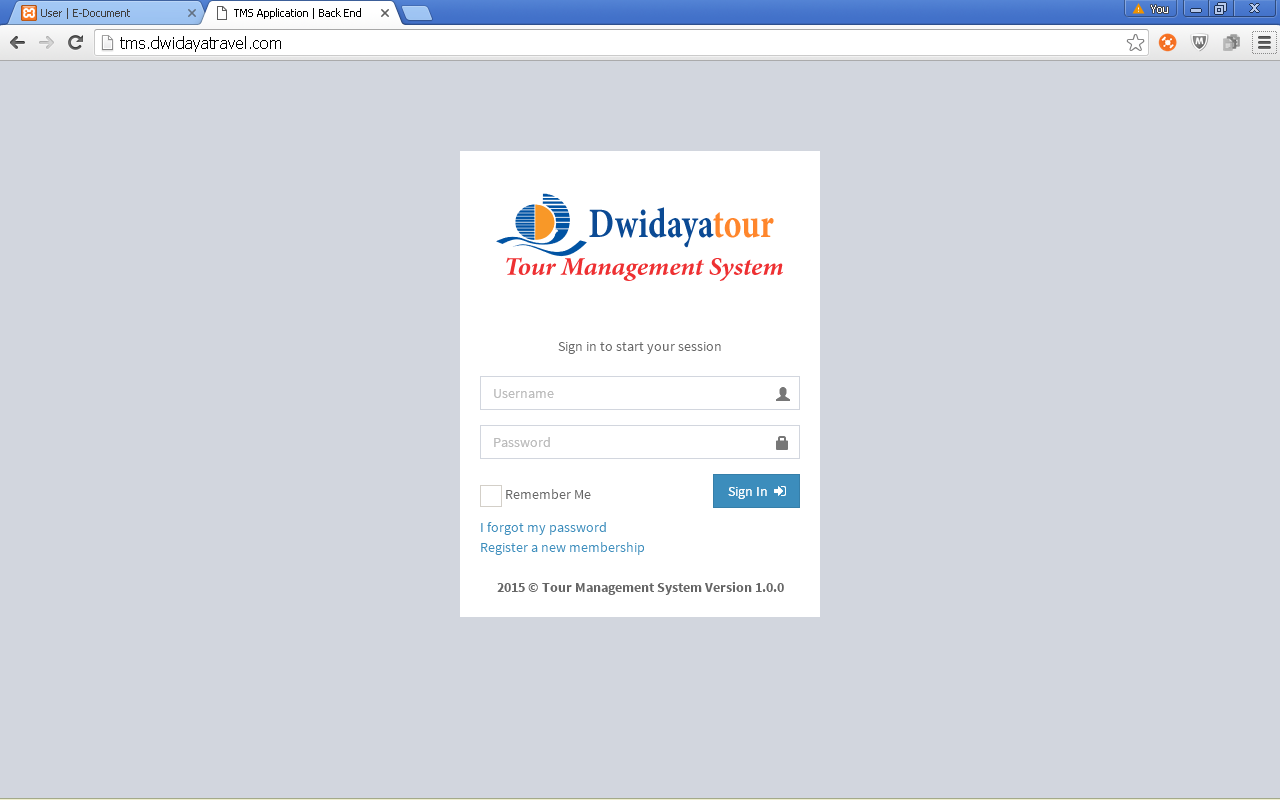 User | E-Document
TMS Application | Back End
You
tms.dwidayatravel.com
Dwidayatour
Tour Management System
Sign in to start your session
Username
Password
Remember Me
Sign In
I forgot my password
Register a new membership
2015 © Tour Management System Version 1.0.0